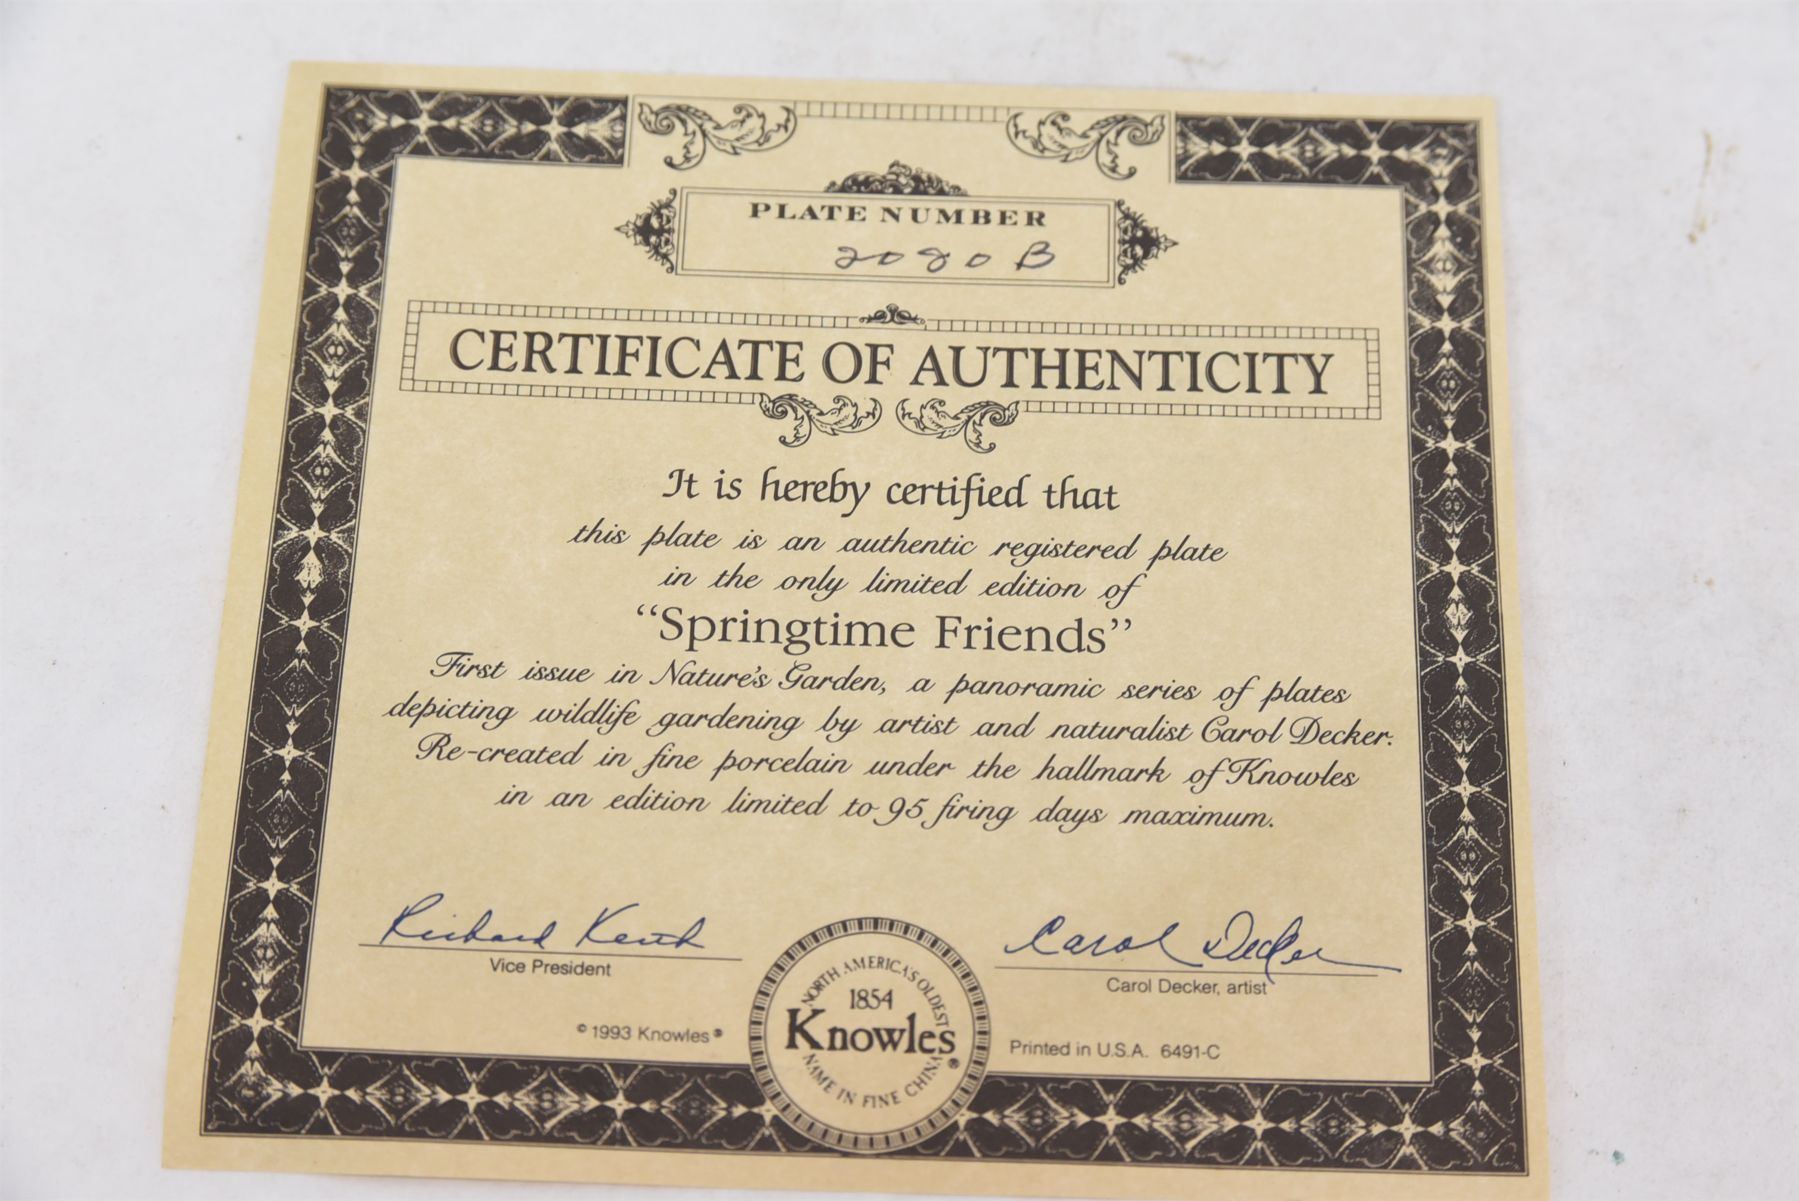 PLATE NUMBER
2080 B
CERTIFICATE OF AUTHENTICITY
It is hereby certified that
this plate is an authentic registered plate
in the only limited edition of
“Springtime Friends”
First issue in Nature's Garden, a panoramic series of plates
depicting wildlife gardening by artist and naturalist Carol Decker.
Re-created in fine porcelain under the hallmark of Knowles
in an edition limited to 95 firing days maximum.
Richard Kent
Vice President
Carol Decker
Carol Decker, artist
© 1993 Knowles®
NORTH AMERICA'S OLDEST
1854
Knowles®
NAME IN FINE CHINA
Printed in U.S.A. 6491-C